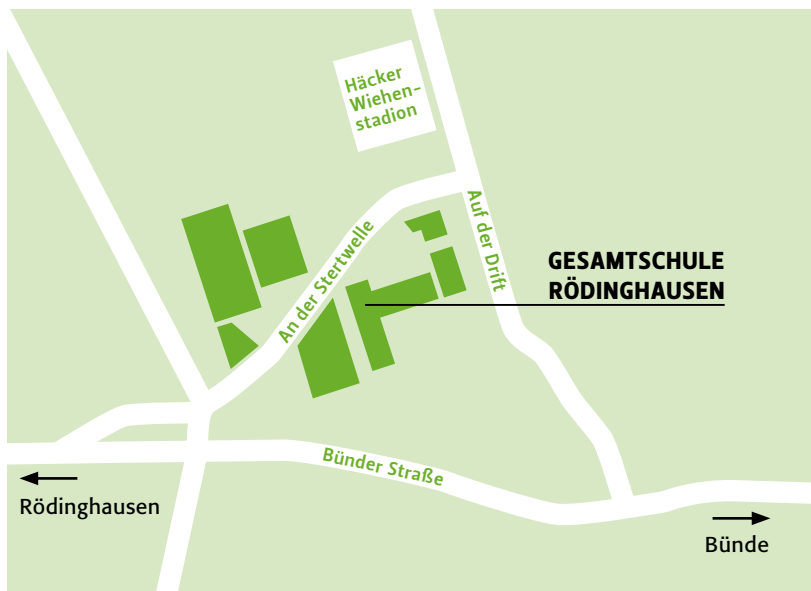 Häcker
Wiehen-
stadion
An der Stertwelle
Auf der Drift
GESAMTSCHULE
RÖDINGHAUSEN
Bünder Straße
Rödinghausen
Bünde